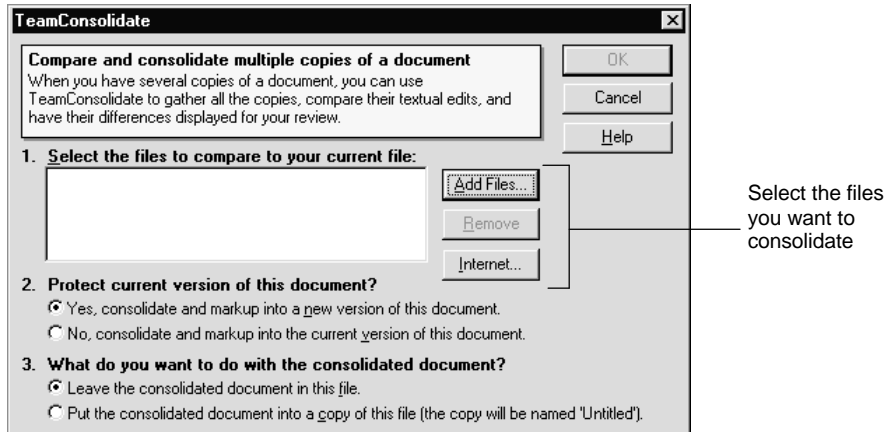 TeamConsolidate
Compare and consolidate multiple copies of a document
When you have several copies of a document, you can use
TeamConsolidate to gather all the copies, compare their textual edits, and
have their differences displayed for your review.
OK
Cancel
Help
1. Select the files to compare to your current file:
Add Files...
Remove
Internet...
Select the files
you want to
consolidate
2. Protect current version of this document?
Yes, consolidate and markup into a new version of this document.
No, consolidate and markup into the current version of this document.
3. What do you want to do with the consolidated document?
Leave the consolidated document in this file.
Put the consolidated document into a copy of this file (the copy will be named 'Untitled').